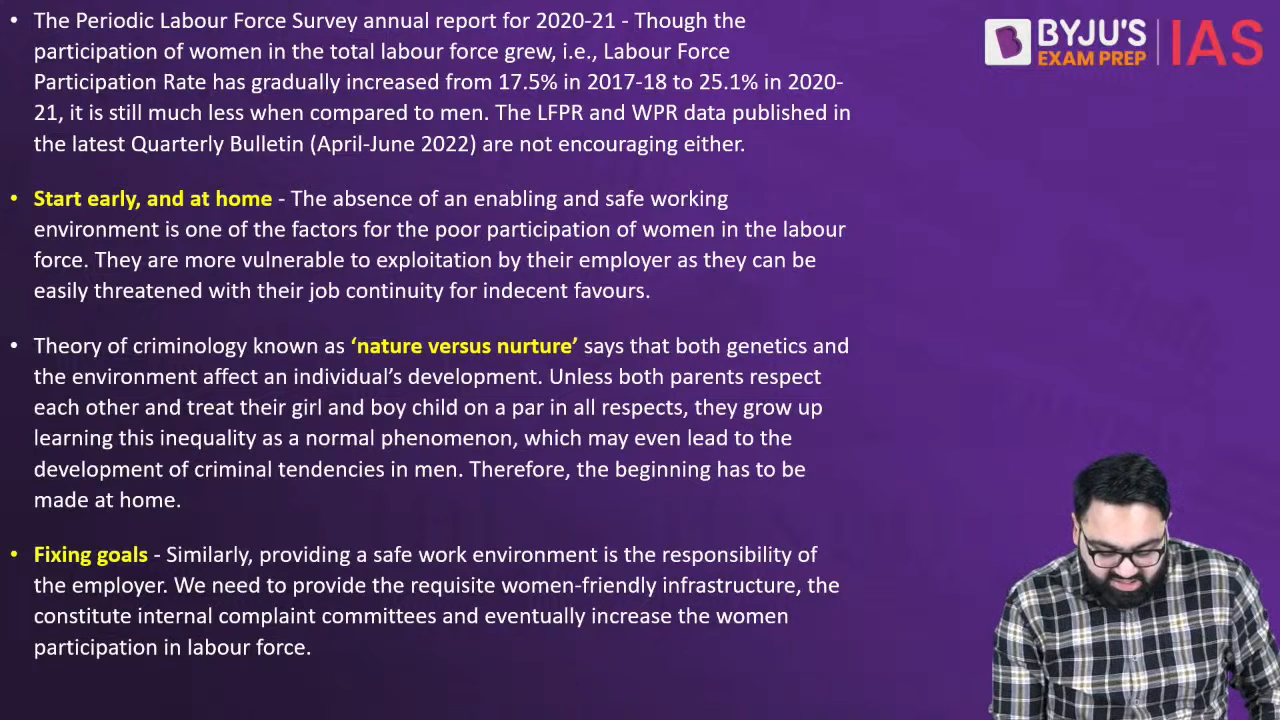 • The Periodic Labour Force Survey annual report for 2020-21 - Though the
participation of women in the total labour force grew, i.e., Labour Force
Participation Rate has gradually increased from 17.5% in 2017-18 to 25.1% in 2020-
21, it is still much less when compared to men. The LFPR and WPR data published in
the latest Quarterly Bulletin (April-June 2022) are not encouraging either.
• Start early, and at home - The absence of an enabling and safe working
environment is one of the factors for the poor participation of women in the labour
force. They are more vulnerable to exploitation by their employer as they can be
easily threatened with their job continuity for indecent favours.
• Theory of criminology known as ‘nature versus nurture’ says that both genetics and
the environment affect an individual’s development. Unless both parents respect
each other and treat their girl and boy child on a par in all respects, they grow up
learning this inequality as a normal phenomenon, which may even lead to the
development of criminal tendencies in men. Therefore, the beginning has to be
made at home.
• Fixing goals - Similarly, providing a safe work environment is the responsibility of
the employer. We need to provide the requisite women-friendly infrastructure, the
constitute internal complaint committees and eventually increase the women
participation in labour force.
BYJU'S
EXAM PREP
IAS